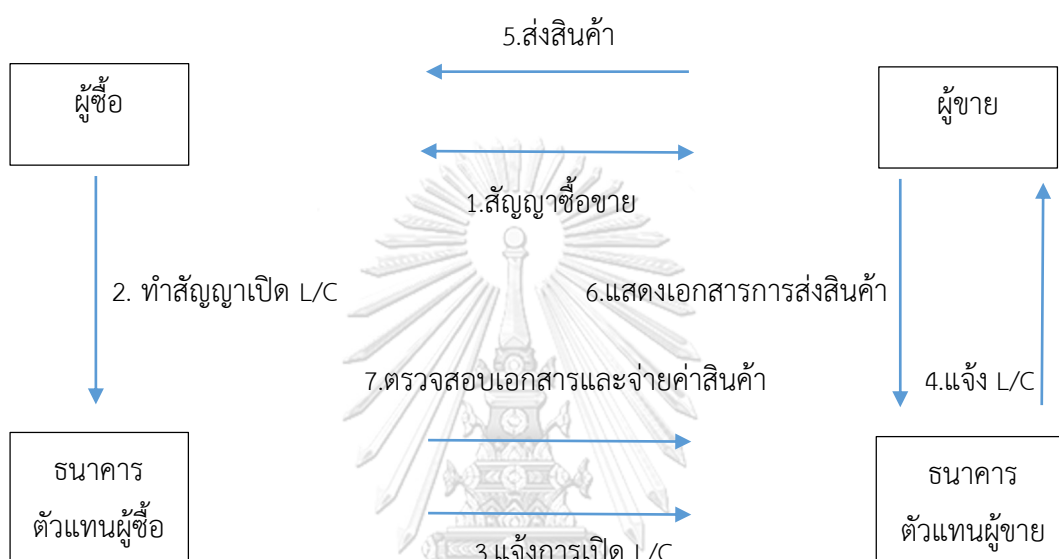 5.ส่งสินค้า
ผู้ซื้อ
ผู้ขาย
1.สัญญาซื้อขาย
2. ทำสัญญาเปิด L/C
6.แสดงเอกสารการส่งสินค้า
7.ตรวจสอบเอกสารและจ่ายค่าสินค้า
4.แจ้ง L/C
ธนาคาร
ตัวแทนผู้ซื้อ
ธนาคาร
ตัวแทนผู้ขาย
3.แจ้งการเปิด L/C